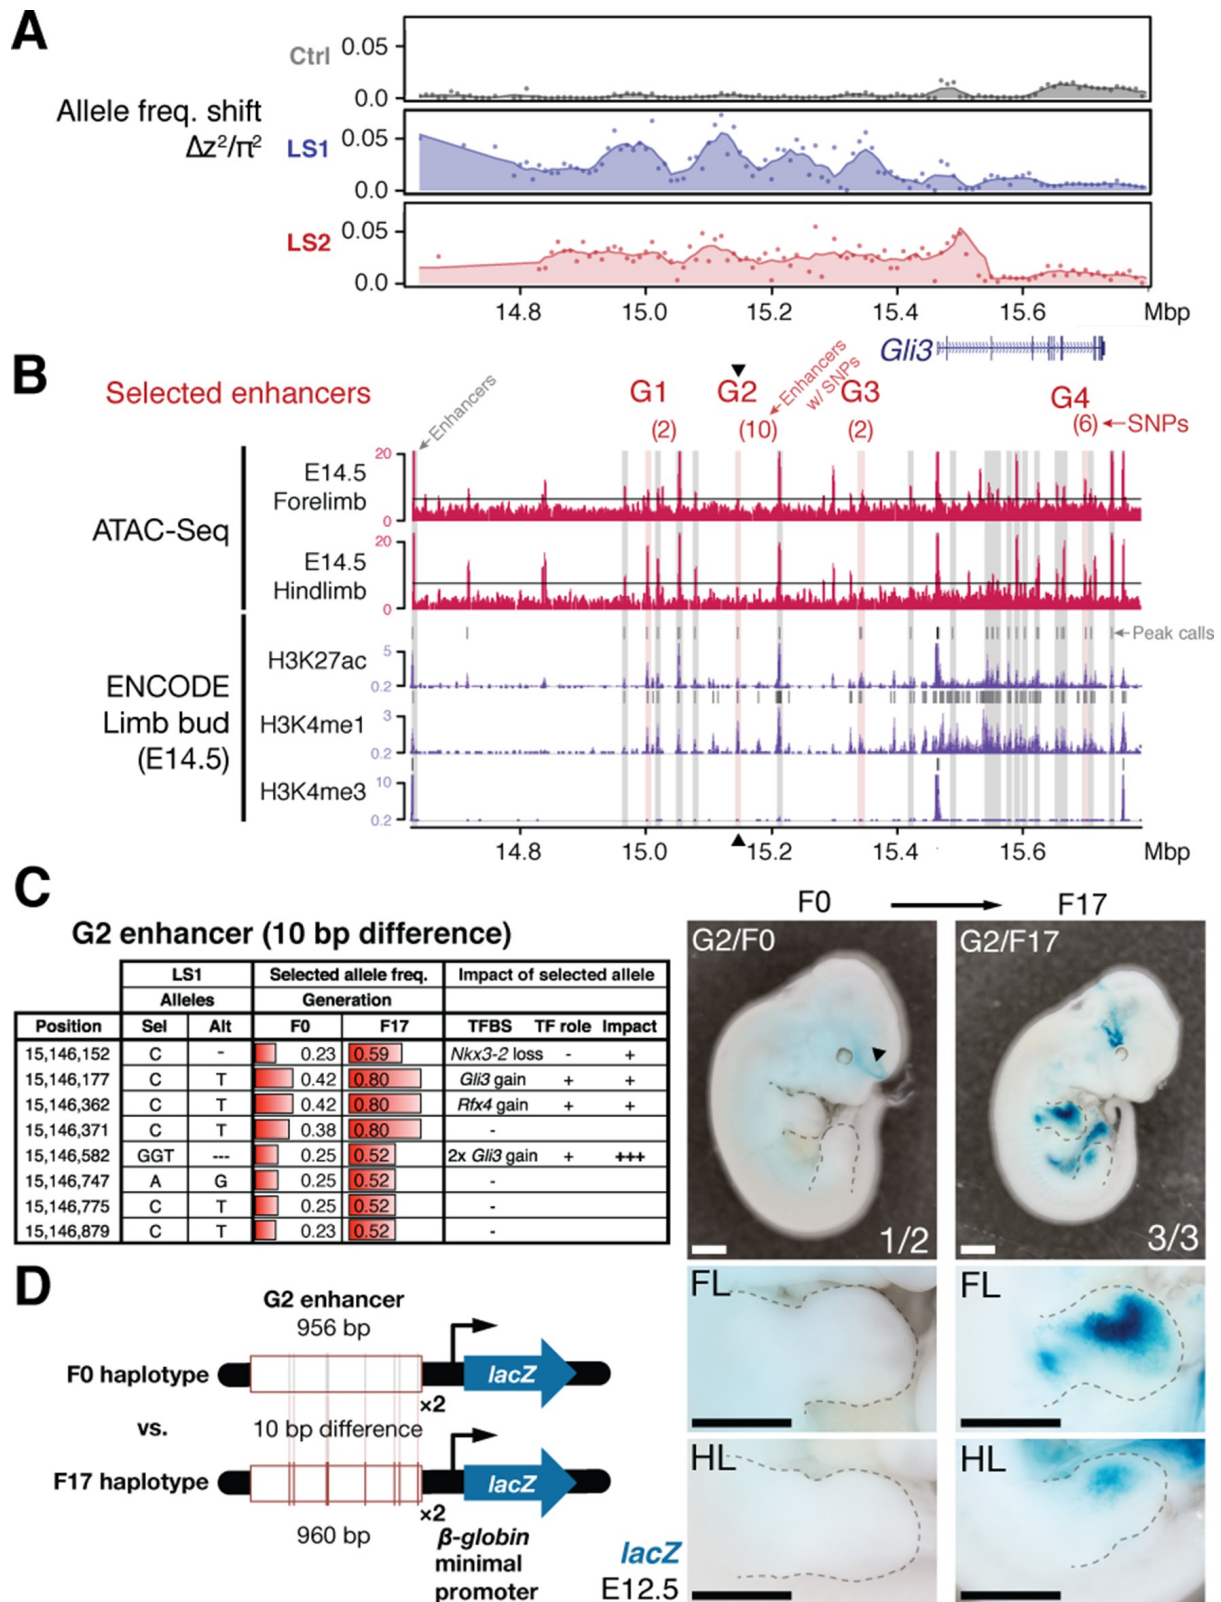 A
Allele freq. shift
Δz²/π²
Ctrl
0.05
0.0
LS1
0.05
0.0
LS2
0.05
0.0
14.8 15.0 15.2 15.4 15.6 Mbp
Gli3
B
Selected enhancers
Enhancers
G1 G2 G3 G4
(2) (10) (2) (6)
Enhancers
w/ SNPs
SNPs
ATAC-Seq
E14.5
Forelimb
20
0
E14.5
Hindlimb
20
0
Peak calls
ENCODE
Limb bud
(E14.5)
H3K27ac
5
0.2
H3K4me1
3
0.2
H3K4me3
10
0.2
14.8 15.0 15.2 15.4 15.6 Mbp
C
G2 enhancer (10 bp difference)
LS1 Selected allele freq. Impact of selected allele
Alleles Generation
Position Sel Alt F0 F17 TFBS TF role Impact
15,146,152 C - 0.23 0.59 Nkx3-2 loss - +
15,146,177 C T 0.42 0.80 Gli3 gain + +
15,146,362 C T 0.42 0.80 Rfx4 gain + +
15,146,371 C T 0.38 0.80 -
15,146,582 GGT --- 0.25 0.52 2x Gli3 gain + +++
15,146,747 A G 0.25 0.52 -
15,146,775 C T 0.25 0.52 -
15,146,879 C T 0.23 0.52 -
F0 F17
G2/F0
1/2
G2/F17
3/3
FL
FL
HL
HL
D
G2 enhancer
956 bp
F0 haplotype
lacZ
×2
vs.
10 bp difference
F17 haplotype
lacZ
×2
960 bp
β-globin
minimal
promoter
lacZ
E12.5